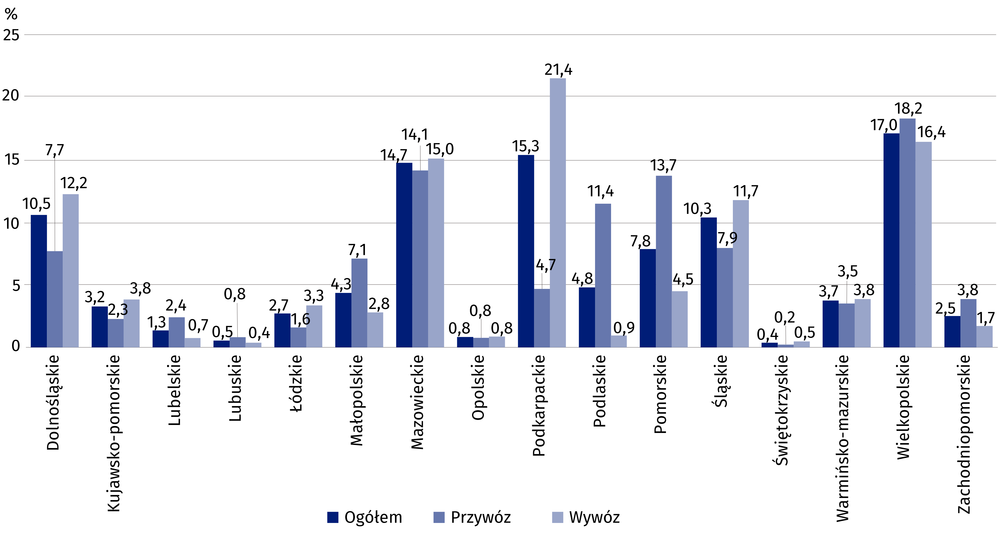 %
25
20
15
10
5
0
10,5 7,7 12,2
3,2 2,3 3,8
1,3 2,4 0,7
0,5 0,8 0,4
2,7 1,6 3,3
4,3 7,1 2,8
14,7 14,1 15,0
0,8 0,8 0,8
15,3 4,7 21,4
4,8 11,4 0,9
7,8 13,7 4,5
10,3 7,9 11,7
0,4 0,2 0,5
3,7 3,5 3,8
17,0 18,2 16,4
2,5 3,8 1,7
Dolnośląskie
Kujawsko-pomorskie
Lubelskie
Lubuskie
Łódzkie
Małopolskie
Mazowieckie
Opolskie
Podkarpackie
Podlaskie
Pomorskie
Śląskie
Świętokrzyskie
Warmińsko-mazurskie
Wielkopolskie
Zachodniopomorskie
Ogółem Przywóz Wywóz